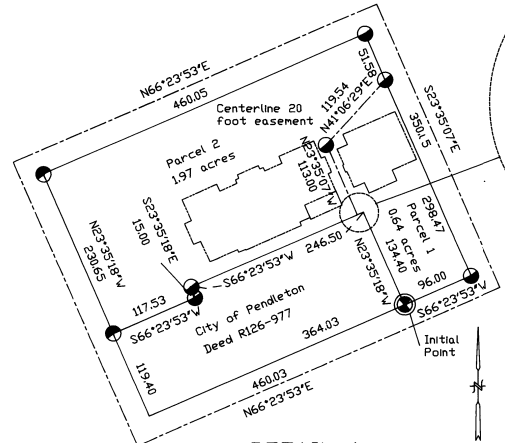 N66°23'53"E
460.05
51.58
S23°35'07"E
350.15
119.54
N41°06'29"E
Centerline 20
foot easement
N23°35'07"W
113.00
Parcel 2
1.97 acres
S23°35'18"E
15.00
N23°35'18"W
230.65
298.47
Parcel 1
0.64 acres
134.40
N23°35'18"W
246.50
S66°23'53"W
117.53
S66°23'53"W
City of Pendleton
Deed R126-977
96.00
S66°23'53"W
364.03
Initial
Point
119.40
460.03
N66°23'53"E
N